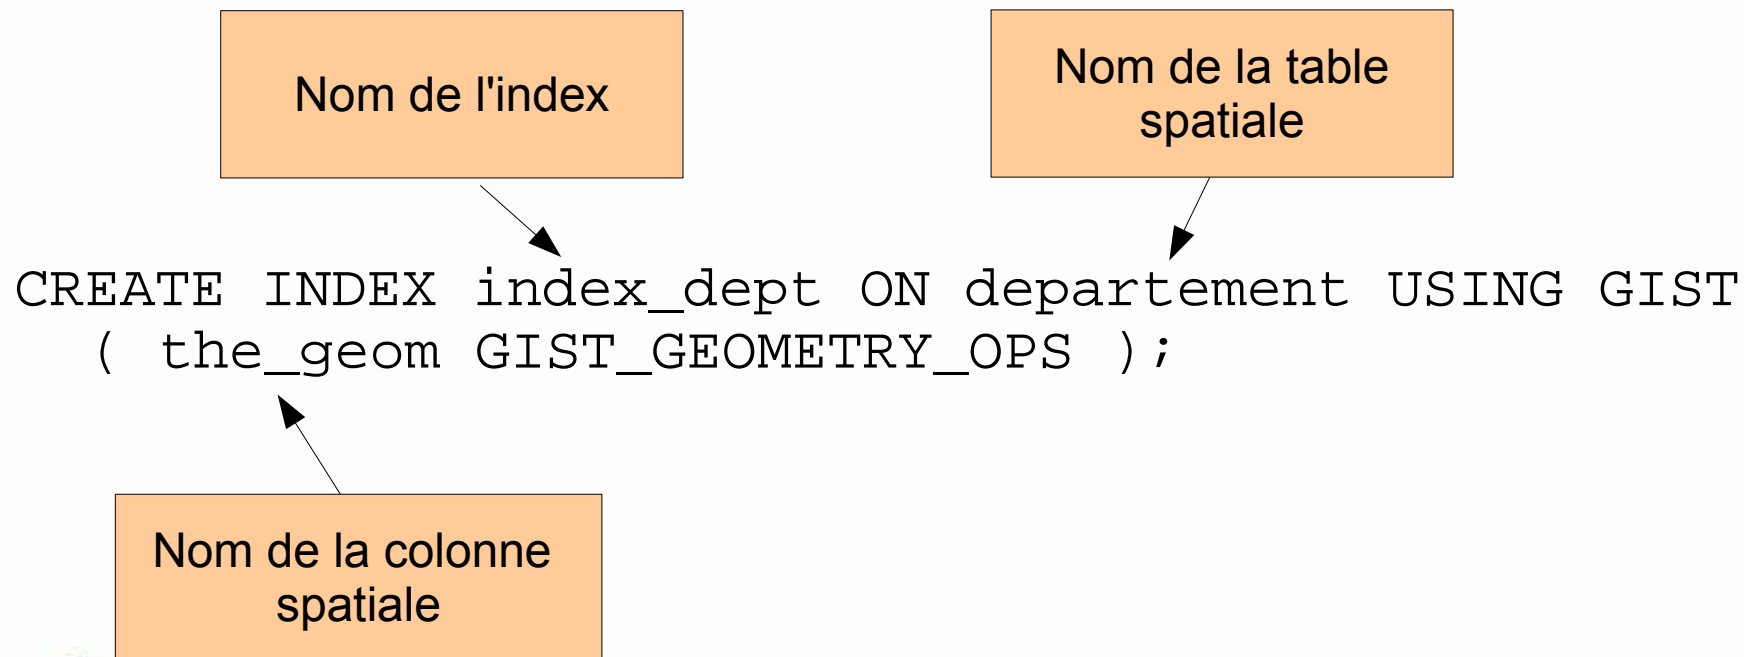 Nom de l'index
Nom de la table
spatiale
CREATE INDEX index_dept ON departement USING GIST
( the_geom GIST_GEOMETRY_OPS );
Nom de la colonne
spatiale